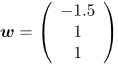 w = ( -1.5
1
1 )